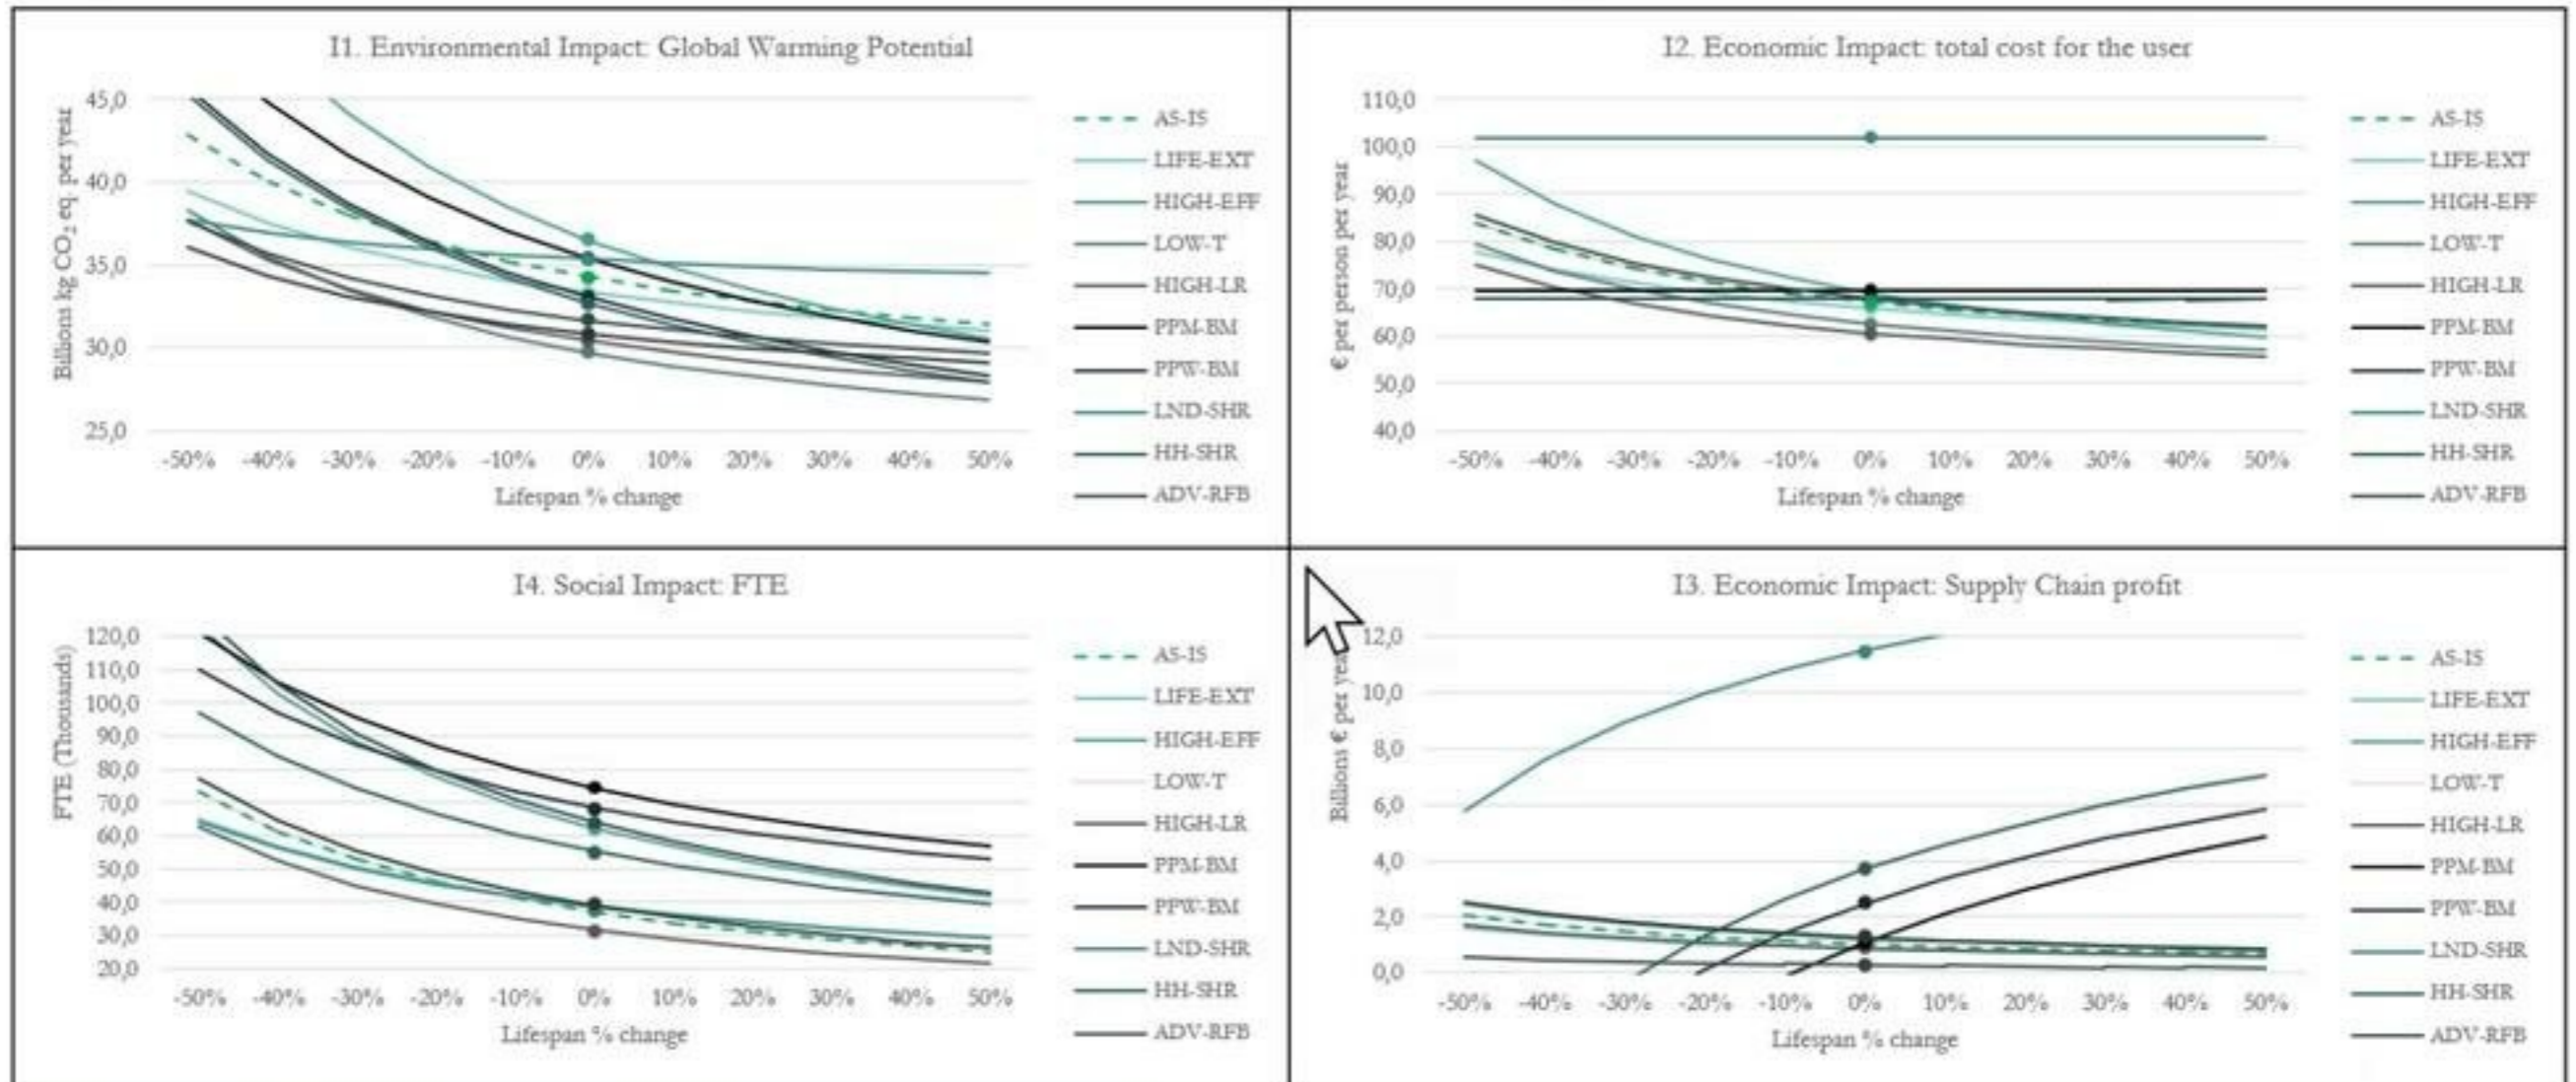 I1. Environmental Impact: Global Warming Potential
Billions kg CO₂ eq. per year
45,0
40,0
35,0
30,0
25,0
-50% -40% -30% -20% -10% 0% 10% 20% 30% 40% 50%
Lifespan % change
AS-IS
LIFE-EXT
HIGH-EFF
LOW-T
HIGH-LR
PPM-BM
PPW-BM
LND-SHR
HH-SHR
ADV-RFB
I2. Economic Impact: total cost for the user
€ per person per year
110,0
100,0
90,0
80,0
70,0
60,0
50,0
40,0
-50% -40% -30% -20% -10% 0% 10% 20% 30% 40% 50%
Lifespan % change
AS-IS
LIFE-EXT
HIGH-EFF
LOW-T
HIGH-LR
PPM-BM
PPW-BM
LND-SHR
HH-SHR
ADV-RFB
I4. Social Impact: FTE
FTE (Thousands)
120,0
110,0
100,0
90,0
80,0
70,0
60,0
50,0
40,0
30,0
20,0
-50% -40% -30% -20% -10% 0% 10% 20% 30% 40% 50%
Lifespan % change
AS-IS
LIFE-EXT
HIGH-EFF
LOW-T
HIGH-LR
PPM-BM
PPW-BM
LND-SHR
HH-SHR
ADV-RFB
I3. Economic Impact: Supply Chain profit
Billions € per year
12,0
10,0
8,0
6,0
4,0
2,0
0,0
-50% -40% -30% -20% -10% 0% 10% 20% 30% 40% 50%
Lifespan % change
AS-IS
LIFE-EXT
HIGH-EFF
LOW-T
HIGH-LR
PPM-BM
PPW-BM
LND-SHR
HH-SHR
ADV-RFB